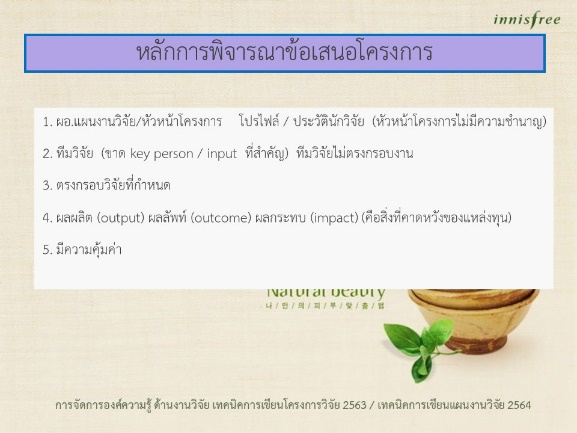 innisfree
หลักการพิจารณาข้อเสนอโครงการ
1. ผอ.แผนงานวิจัย/หัวหน้าโครงการ โปรไฟล์ / ประวัตินักวิจัย (หัวหน้าโครงการไม่มีความชำนาญ)
2. ทีมวิจัย (ขาด key person / input ที่สำคัญ) ทีมวิจัยไม่ตรงกรอบงาน
3. ตรงกรอบวิจัยที่กำหนด
4. ผลผลิต (output) ผลลัพท์ (outcome) ผลกระทบ (impact) (คือสิ่งที่คาดหวังของแหล่งทุน)
5. มีความคุ้มค่า
Natural beauty
나 / 만 / 의 / 피 / 부 / 맞 / 춤 / 법
การจัดการองค์ความรู้ ด้านงานวิจัย เทคนิคการเขียนโครงการวิจัย 2563 / เทคนิคการเขียนแผนงานวิจัย 2564